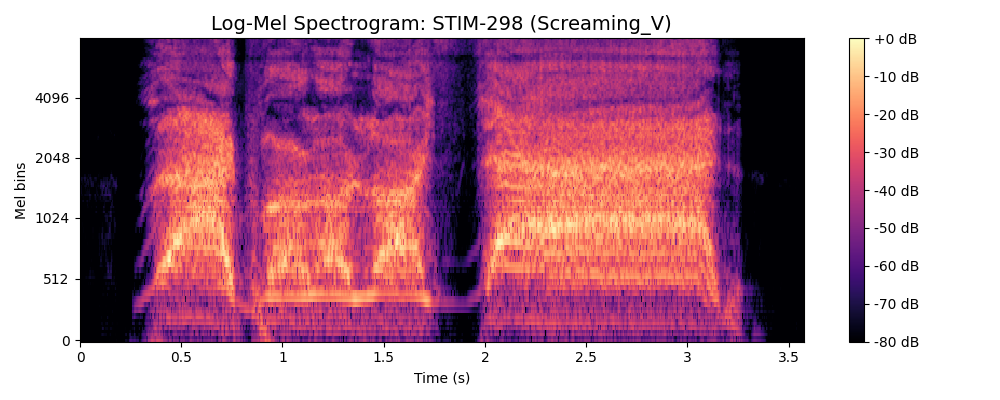 Log-Mel Spectrogram: STIM-298 (Screaming_V)
Mel bins
4096
2048
1024
512
0
0 0.5 1 1.5 2 2.5 3 3.5
Time (s)
+0 dB
-10 dB
-20 dB
-30 dB
-40 dB
-50 dB
-60 dB
-70 dB
-80 dB